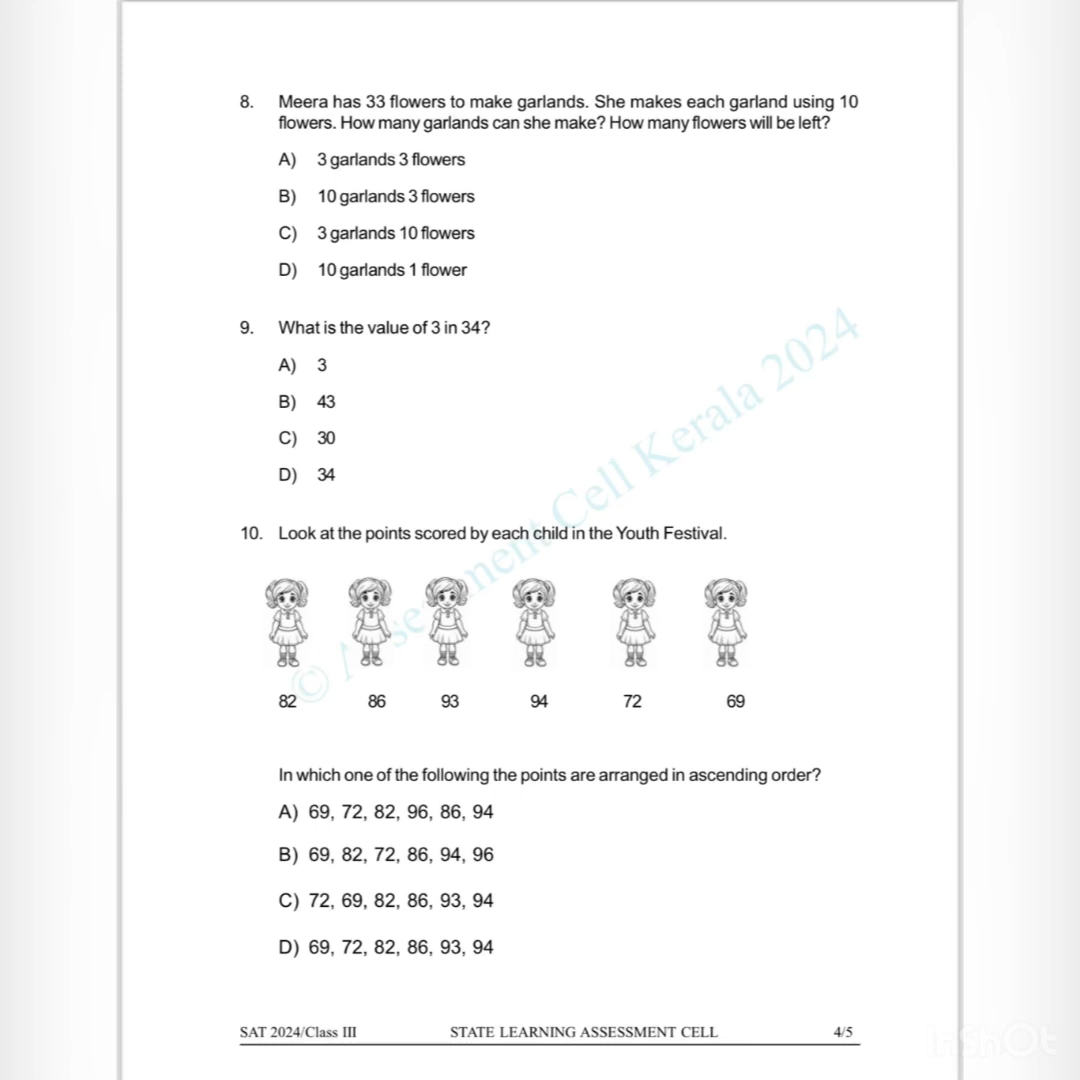 8. Meera has 33 flowers to make garlands. She makes each garland using 10
flowers. How many garlands can she make? How many flowers will be left?
A) 3 garlands 3 flowers
B) 10 garlands 3 flowers
C) 3 garlands 10 flowers
D) 10 garlands 1 flower
9. What is the value of 3 in 34?
A) 3
B) 43
C) 30
D) 34
10. Look at the points scored by each child in the Youth Festival.
82 86 93 94 72 69
In which one of the following the points are arranged in ascending order?
A) 69, 72, 82, 96, 86, 94
B) 69, 82, 72, 86, 94, 96
C) 72, 69, 82, 86, 93, 94
D) 69, 72, 82, 86, 93, 94
© Assessment Cell Kerala 2024
SAT 2024/Class III STATE LEARNING ASSESSMENT CELL 4/5
InShOt